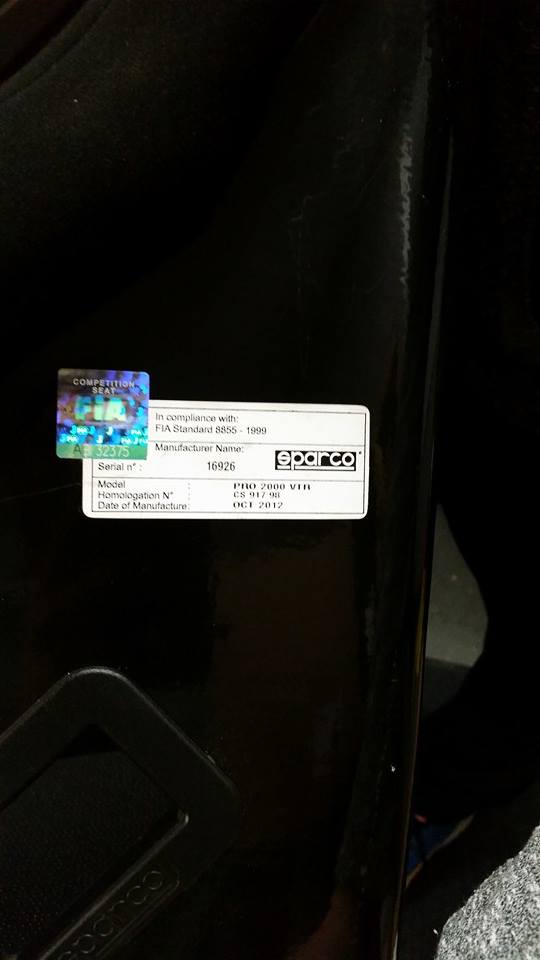 COMPETITION
SEAT
FIA
AB 32375
In compliance with:
FIA Standard 8855 - 1999
Manufacturer Name:
sparco
Serial n° : 16926
Model : PRO 2000 VTR
Homologation N° : CS 917 98
Date of Manufacture: OCT 2012
sparco